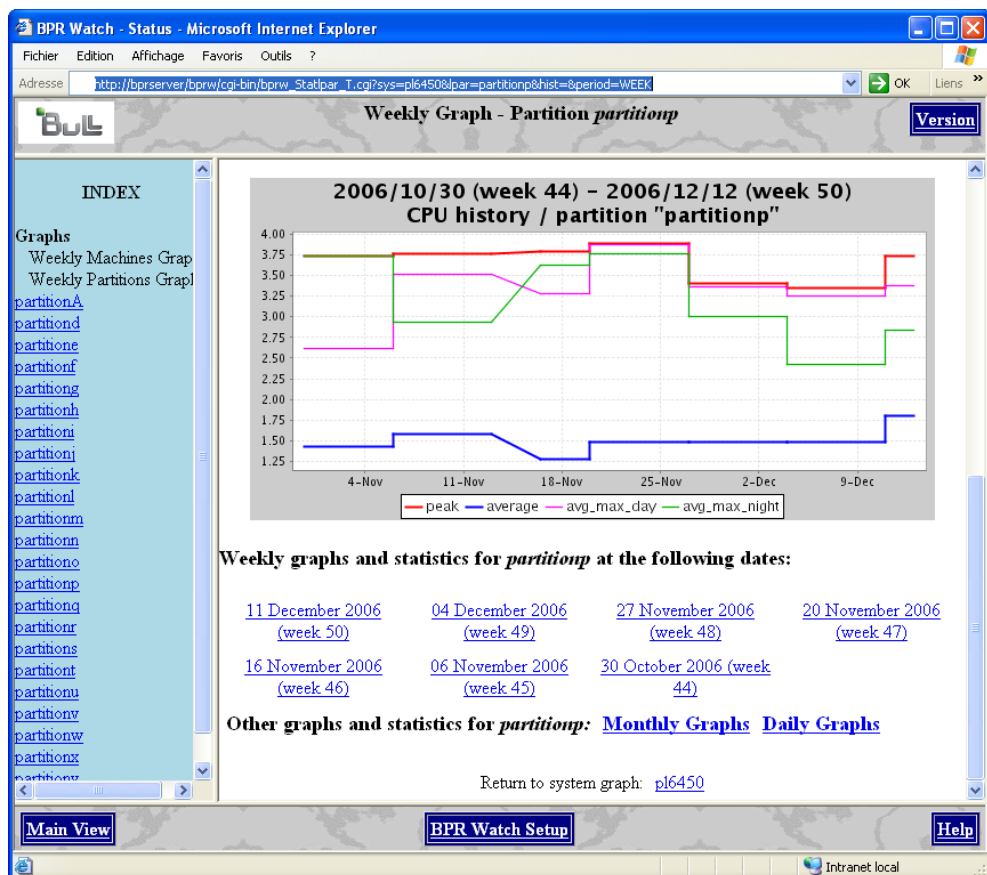 BPR Watch - Status - Microsoft Internet Explorer
Fichier Edition Affichage Favoris Outils ?
Adresse http://bprserver/bprw/cgi-bin/bprw_Statlpar_T.cgi?sys=pl6450&lpar=partitionp&hist=&period=WEEK OK Liens »
Bull
Weekly Graph - Partition partitionp
Version
INDEX
Graphs
Weekly Machines Grap
Weekly Partitions Grapl
partitionA
partitiond
partitione
partitionf
partitiong
partitionh
partitioni
partitionj
partitionk
partitionl
partitionm
partitionn
partitiono
partitionp
partitionq
partitionr
partitions
partitiont
partitionu
partitionv
partitionw
partitionx
partitiony
2006/10/30 (week 44) - 2006/12/12 (week 50)
CPU history / partition "partitionp"
4.00
3.75
3.50
3.25
3.00
2.75
2.50
2.25
2.00
1.75
1.50
1.25
4-Nov 11-Nov 18-Nov 25-Nov 2-Dec 9-Dec
peak average avg_max_day avg_max_night
Weekly graphs and statistics for partitionp at the following dates:
11 December 2006 (week 50)
04 December 2006 (week 49)
27 November 2006 (week 48)
20 November 2006 (week 47)
16 November 2006 (week 46)
06 November 2006 (week 45)
30 October 2006 (week 44)
Other graphs and statistics for partitionp: Monthly Graphs Daily Graphs
Return to system graph: pl6450
Main View
BPR Watch Setup
Help
Intranet local